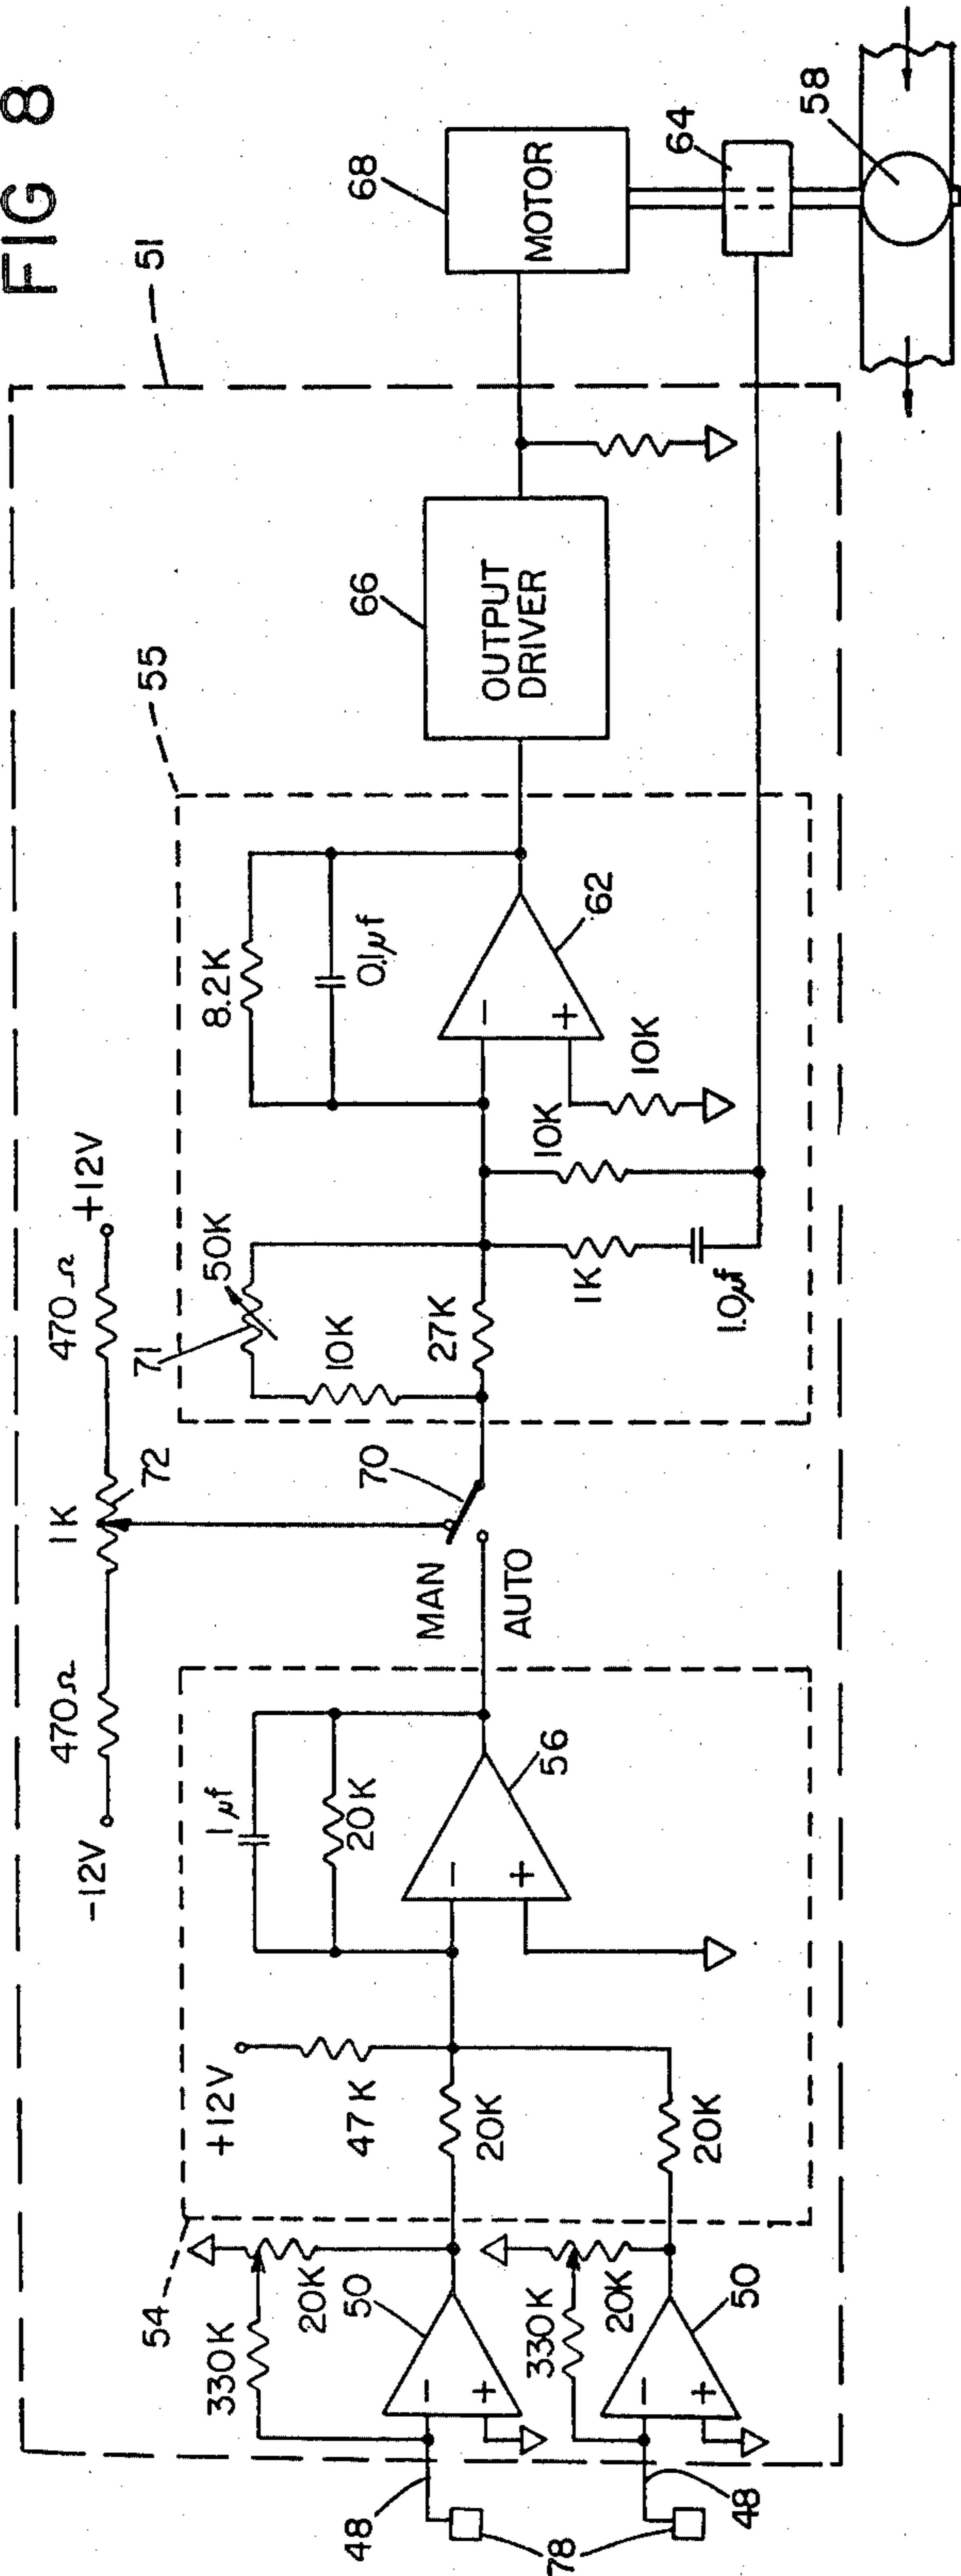 FIG 8
51
-12V
470Ω
1K
72
470Ω
+12V
55
54
+12V
47K
330K
20K
50
48
78
20K
330K
20K
50
48
20K
1μf
20K
-
+
56
MAN
AUTO
70
71
50K
10K
27K
1K
1.0μf
10K
10K
8.2K
0.1μf
-
+
62
66
OUTPUT
DRIVER
68
MOTOR
64
58
-
+
-
+